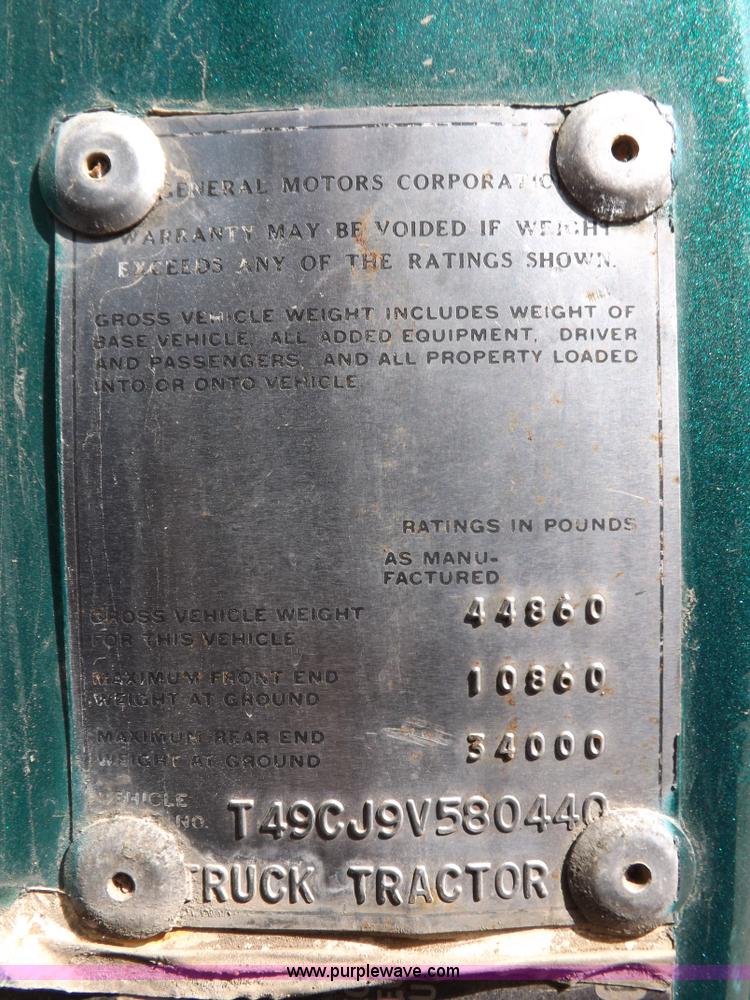 GENERAL MOTORS CORPORATIO
WARRANTY MAY BE VOIDED IF WEIGHT
EXCEEDS ANY OF THE RATINGS SHOWN.
GROSS VEHICLE WEIGHT INCLUDES WEIGHT OF
BASE VEHICLE, ALL ADDED EQUIPMENT, DRIVER
AND PASSENGERS, AND ALL PROPERTY LOADED
INTO OR ONTO VEHICLE
RATINGS IN POUNDS
AS MANU-
FACTURED
GROSS VEHICLE WEIGHT 44860
FOR THIS VEHICLE
MAXIMUM FRONT END 10860
WEIGHT AT GROUND
MAXIMUM REAR END 34000
WEIGHT AT GROUND
VEHICLE
NO. T49CJ9V580440
TRUCK TRACTOR
www.purplewave.com